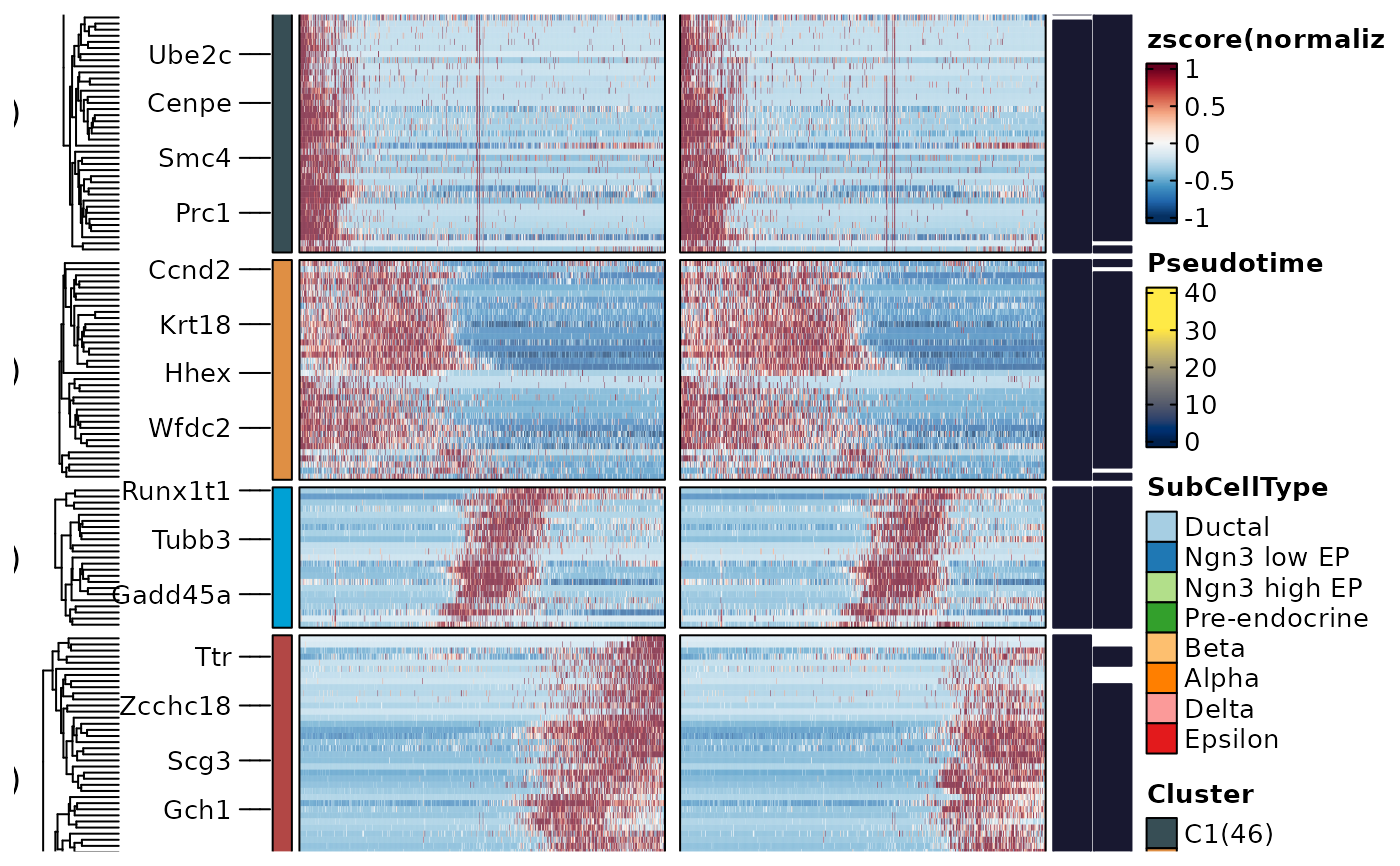 Ube2c
Cenpe
Smc4
Prc1
Ccnd2
Krt18
Hhex
Wfdc2
Runx1t1
Tubb3
Gadd45a
Ttr
Zcchc18
Scg3
Gch1
)
)
)
)
zscore(normaliz
1
0.5
0
-0.5
-1
Pseudotime
40
30
20
10
0
SubCellType
Ductal
Ngn3 low EP
Ngn3 high EP
Pre-endocrine
Beta
Alpha
Delta
Epsilon
Cluster
C1(46)